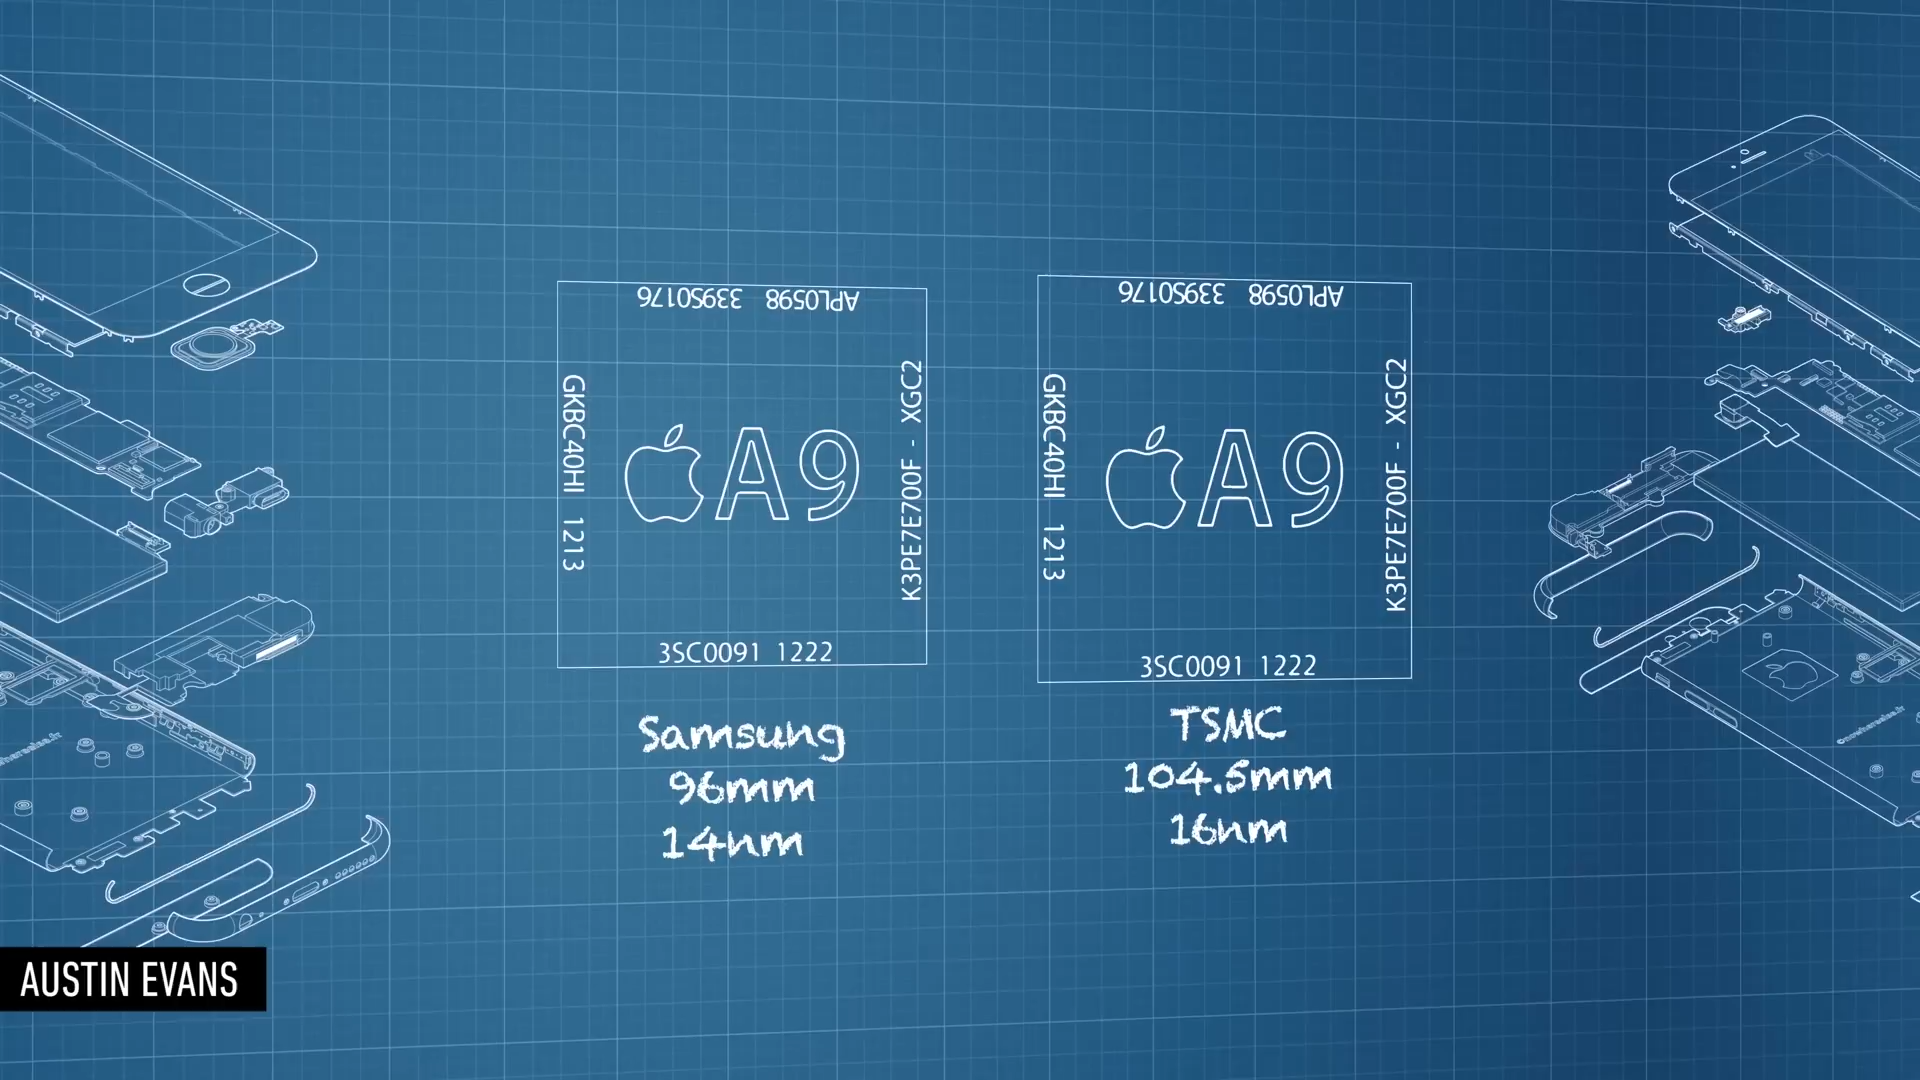 339S0176 APL0598
GKBC40HI 1213
A9
K3PE7E700F - XGC2
3SC0091 1222
Samsung
96mm
14nm
339S0176 APL0598
GKBC40HI 1213
A9
K3PE7E700F - XGC2
3SC0091 1222
TSMC
104.5mm
16nm
AUSTIN EVANS